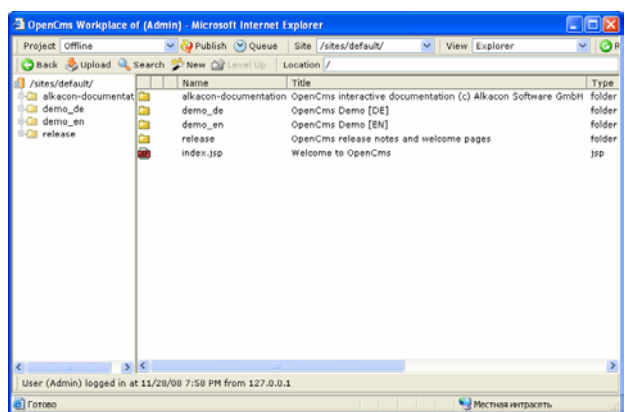 OpenCms Workplace of (Admin) - Microsoft Internet Explorer
Project Offline Publish Queue Site /sites/default/ View Explorer
Back Upload Search New Level Up Location /
/sites/default/
alkacon-documentat
demo_de
demo_en
release
Name Title Type
alkacon-documentation OpenCms interactive documentation (c) Alkacon Software GmbH folder
demo_de OpenCms Demo [DE] folder
demo_en OpenCms Demo [EN] folder
release OpenCms release notes and welcome pages folder
index.jsp Welcome to OpenCms jsp
User (Admin) logged in at 11/28/08 7:58 PM from 127.0.0.1
Готово Местная интрасеть